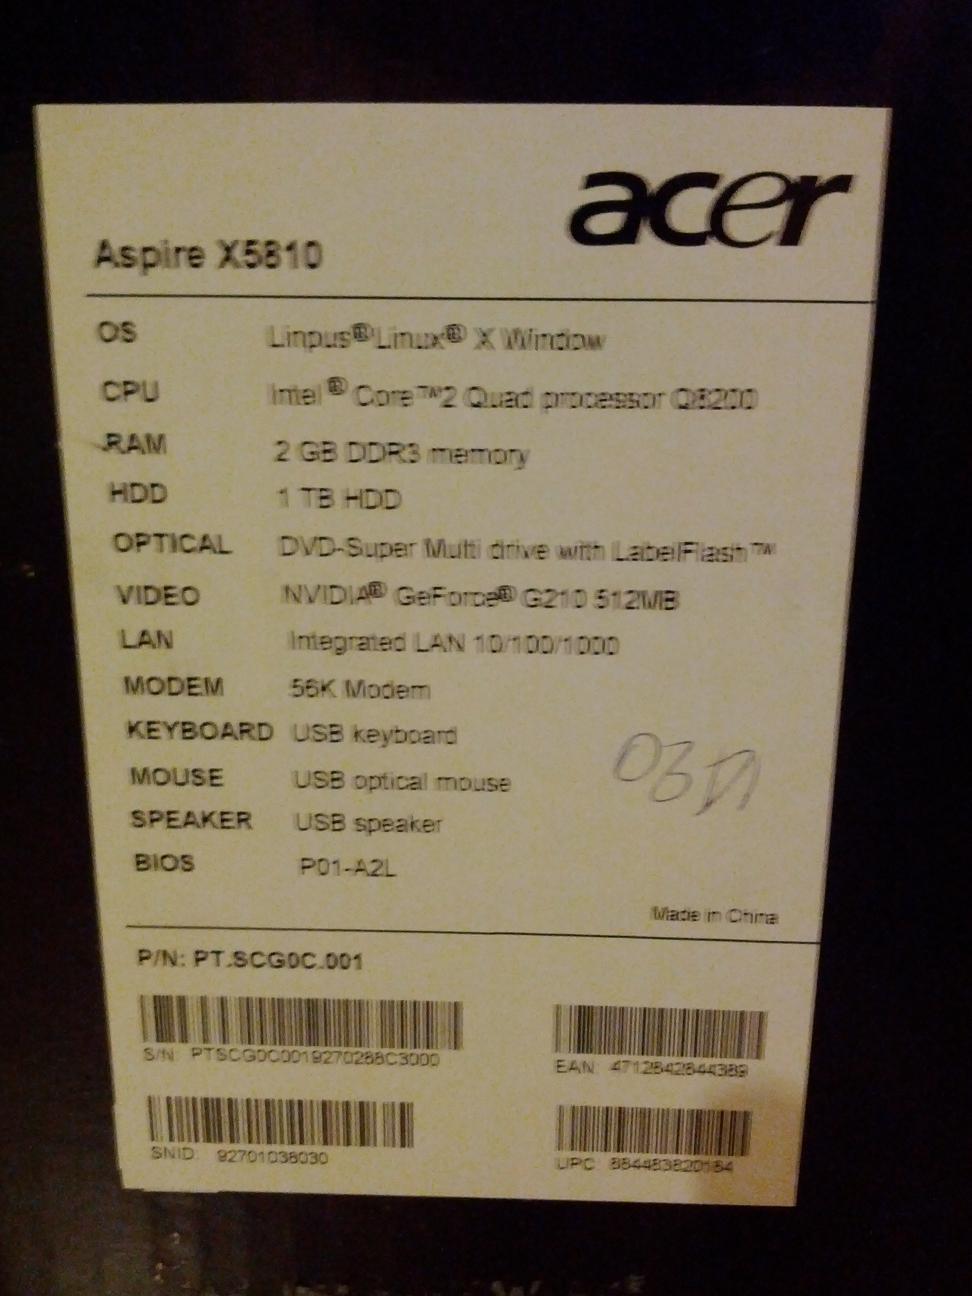 acer
Aspire X5810
OS Linpus® Linux® X Window
CPU Intel® Core™2 Quad processor Q8200
RAM 2 GB DDR3 memory
HDD 1 TB HDD
OPTICAL DVD-Super Multi drive with LabelFlash™
VIDEO NVIDIA® GeForce® G210 512MB
LAN Integrated LAN 10/100/1000
MODEM 56K Modem
KEYBOARD USB keyboard
MOUSE USB optical mouse
SPEAKER USB speaker
BIOS P01-A2L
Made in China
P/N: PT.SCG0C.001
S/N: PTSCG0C0019270288C3000
EAN: 4712842844389
SNID: 92701038030
UPC: 884483820184